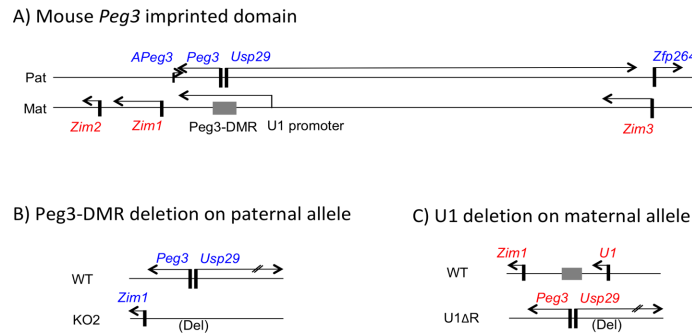 A) Mouse Peg3 imprinted domain
APeg3 Peg3 Usp29 Zfp264
Pat
Mat
Zim2 Zim1 Peg3-DMR U1 promoter Zim3
B) Peg3-DMR deletion on paternal allele
Peg3 Usp29
WT
Zim1
KO2
(Del)
C) U1 deletion on maternal allele
Zim1 U1
WT
Peg3 Usp29
U1ΔR
(Del)